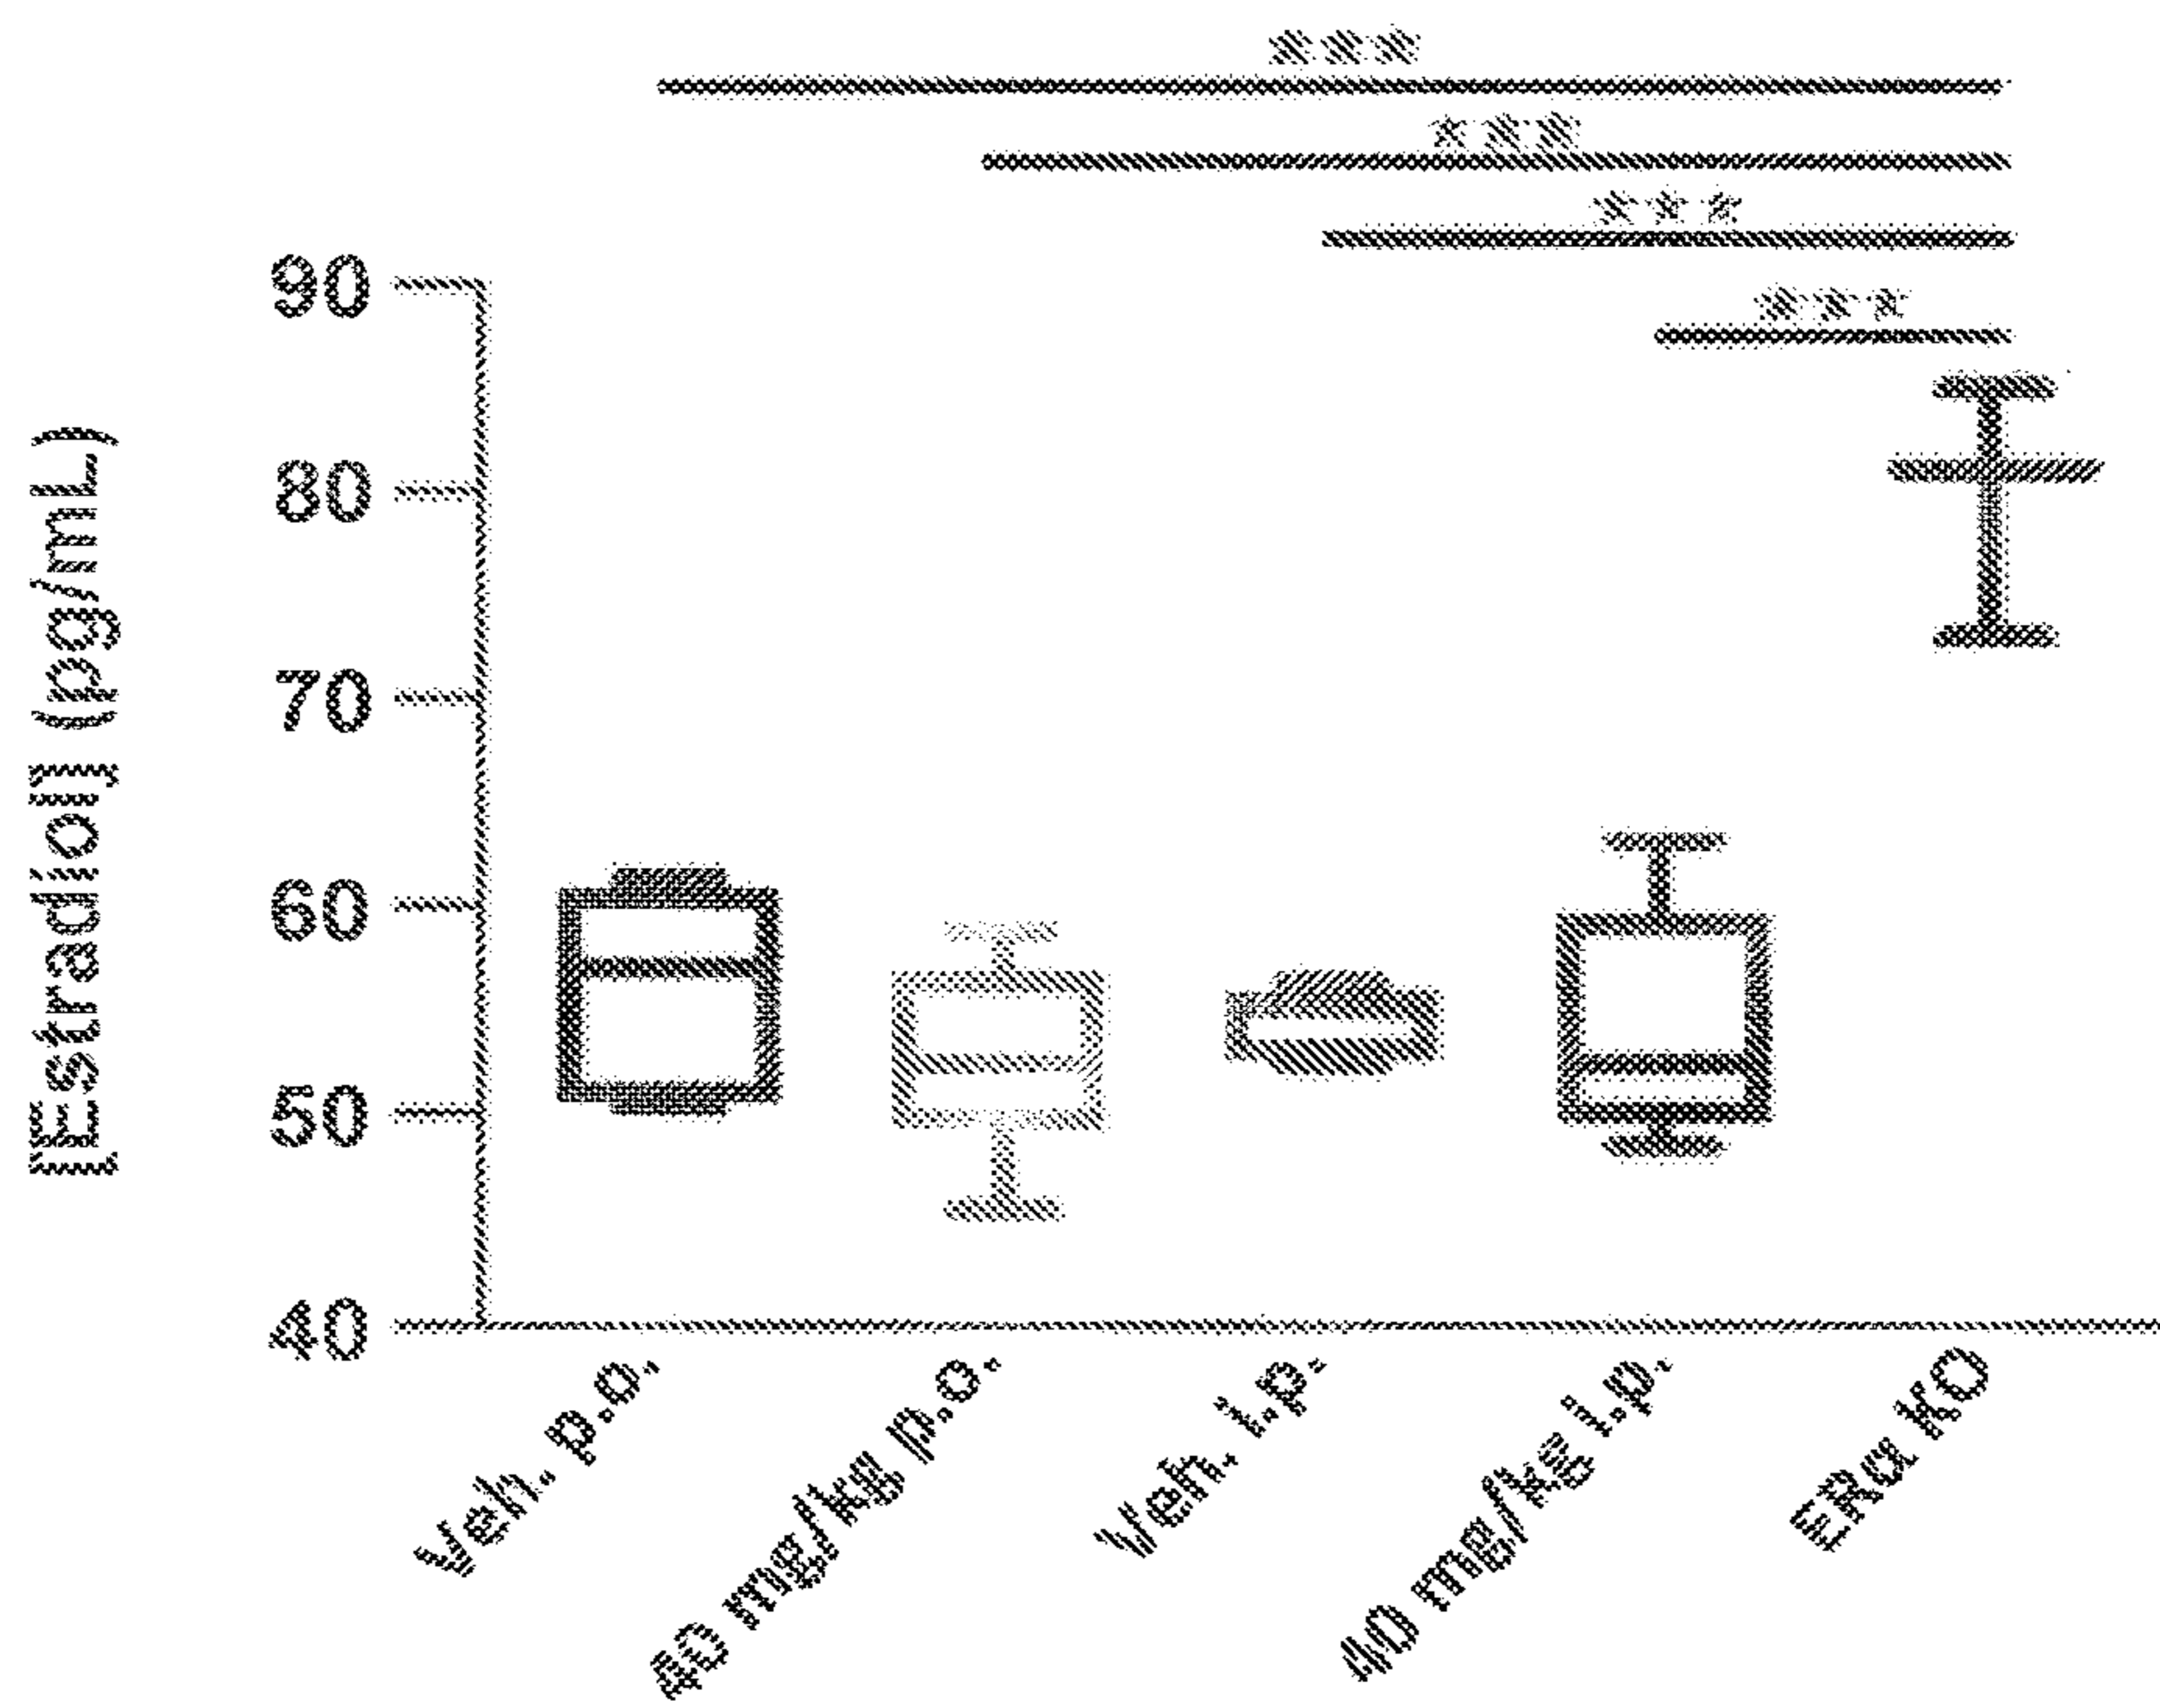 ***
***
***
***
90
80
70
60
50
40
[Estradiol] (pg/mL)
Veh. p.o.
40 mg/kg p.o.
Veh. i.p.
40 mg/kg i.p.
ERα KO